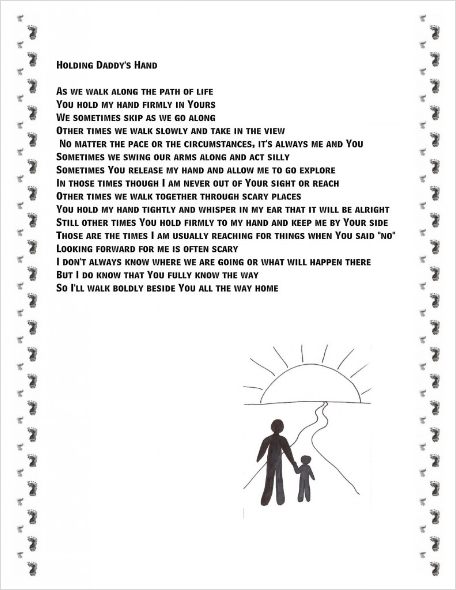 Holding Daddy's Hand
As we walk along the path of life
You hold my hand firmly in Yours
We sometimes skip as we go along
Other times we walk slowly and take in the view
No matter the pace or the circumstances, it's always me and You
Sometimes we swing our arms along and act silly
Sometimes You release my hand and allow me to go explore
In those times though I am never out of Your sight or reach
Other times we walk together through scary places
You hold my hand tightly and whisper in my ear that it will be alright
Still other times You hold firmly to my hand and keep me by Your side
Those are the times I am usually reaching for things when You said "no"
Looking forward for me is often scary
I don't always know where we are going or what will happen there
But I do know that You fully know the way
So I'll walk boldly beside You all the way home